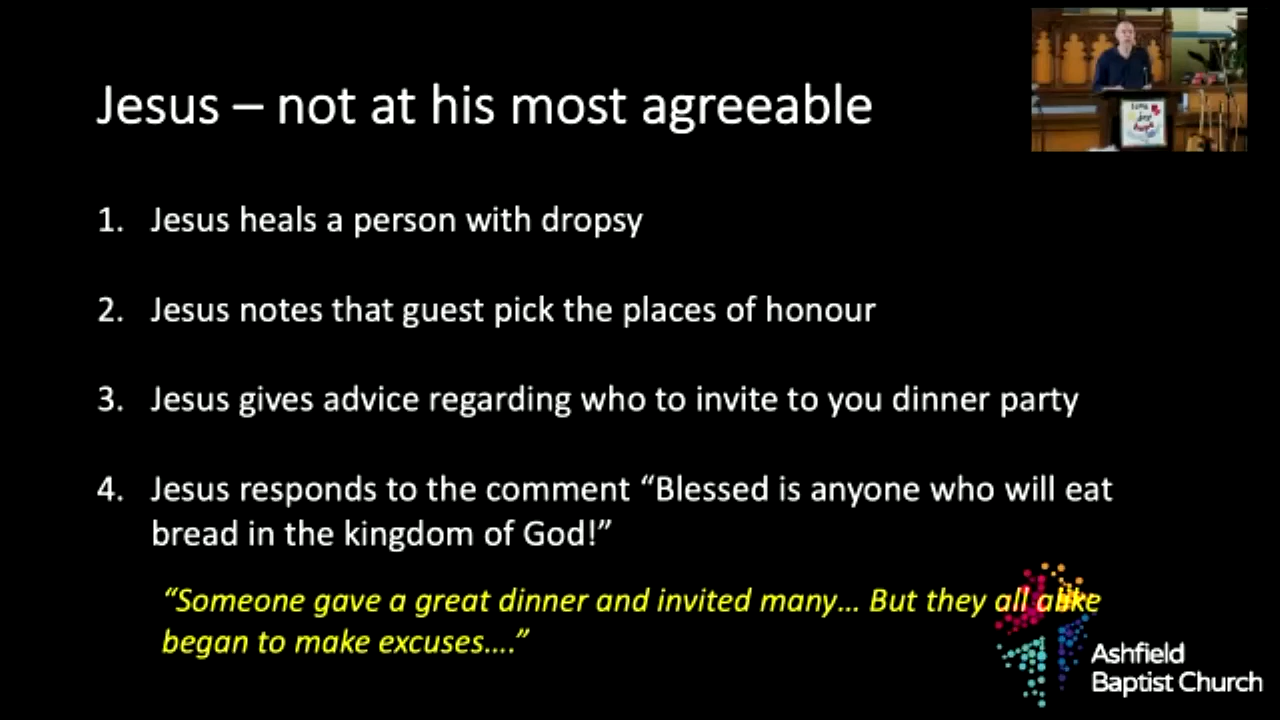 Jesus – not at his most agreeable
1. Jesus heals a person with dropsy
2. Jesus notes that guest pick the places of honour
3. Jesus gives advice regarding who to invite to you dinner party
4. Jesus responds to the comment “Blessed is anyone who will eat
bread in the kingdom of God!”
“Someone gave a great dinner and invited many... But they all alike
began to make excuses....”
Ashfield
Baptist Church